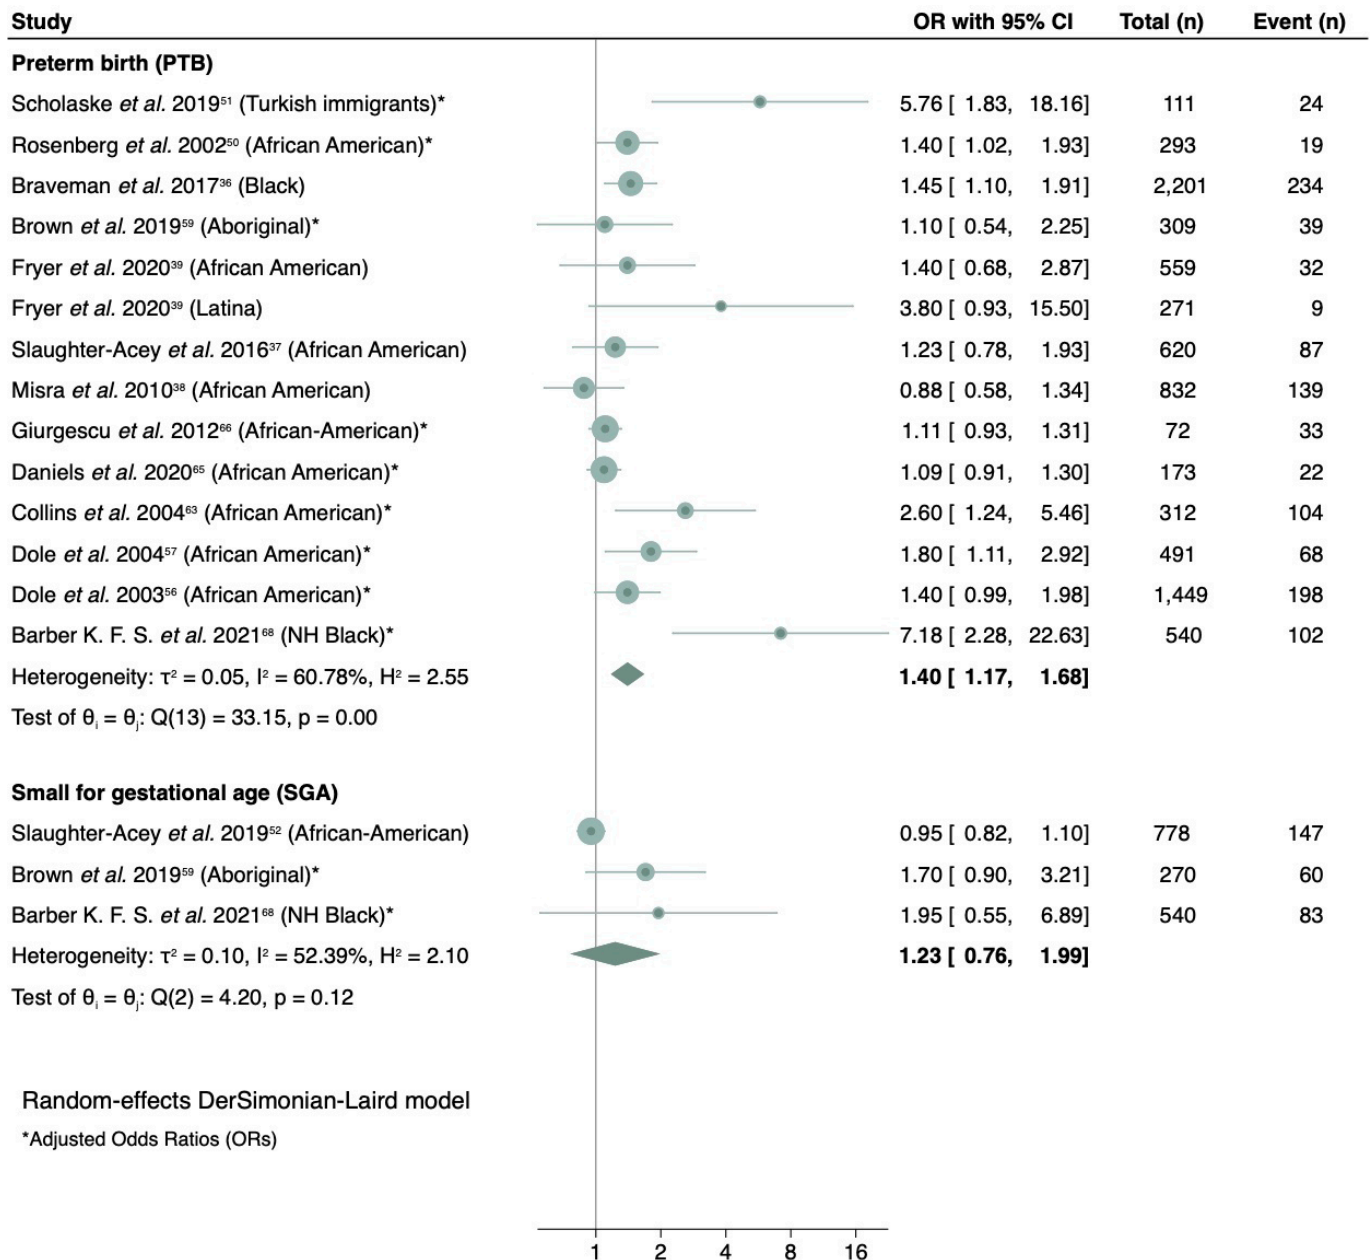 Study OR with 95% CI Total (n) Event (n)
Preterm birth (PTB)
Scholaske et al. 2019⁵¹ (Turkish immigrants)* 5.76 [ 1.83, 18.16] 111 24
Rosenberg et al. 2002⁵⁰ (African American)* 1.40 [ 1.02, 1.93] 293 19
Braveman et al. 2017³⁶ (Black) 1.45 [ 1.10, 1.91] 2,201 234
Brown et al. 2019⁵⁹ (Aboriginal)* 1.10 [ 0.54, 2.25] 309 39
Fryer et al. 2020³⁹ (African American) 1.40 [ 0.68, 2.87] 559 32
Fryer et al. 2020³⁹ (Latina) 3.80 [ 0.93, 15.50] 271 9
Slaughter-Acey et al. 2016³⁷ (African American) 1.23 [ 0.78, 1.93] 620 87
Misra et al. 2010³⁸ (African American) 0.88 [ 0.58, 1.34] 832 139
Giurgescu et al. 2012⁶⁶ (African-American)* 1.11 [ 0.93, 1.31] 72 33
Daniels et al. 2020⁶⁵ (African American)* 1.09 [ 0.91, 1.30] 173 22
Collins et al. 2004⁶³ (African American)* 2.60 [ 1.24, 5.46] 312 104
Dole et al. 2004⁵⁷ (African American)* 1.80 [ 1.11, 2.92] 491 68
Dole et al. 2003⁵⁶ (African American)* 1.40 [ 0.99, 1.98] 1,449 198
Barber K. F. S. et al. 2021⁶⁸ (NH Black)* 7.18 [ 2.28, 22.63] 540 102
Heterogeneity: τ² = 0.05, I² = 60.78%, H² = 2.55 1.40 [ 1.17, 1.68]
Test of θᵢ = θⱼ: Q(13) = 33.15, p = 0.00
Small for gestational age (SGA)
Slaughter-Acey et al. 2019⁵² (African-American) 0.95 [ 0.82, 1.10] 778 147
Brown et al. 2019⁵⁹ (Aboriginal)* 1.70 [ 0.90, 3.21] 270 60
Barber K. F. S. et al. 2021⁶⁸ (NH Black)* 1.95 [ 0.55, 6.89] 540 83
Heterogeneity: τ² = 0.10, I² = 52.39%, H² = 2.10 1.23 [ 0.76, 1.99]
Test of θᵢ = θⱼ: Q(2) = 4.20, p = 0.12
Random-effects DerSimonian-Laird model
*Adjusted Odds Ratios (ORs)
1 2 4 8 16